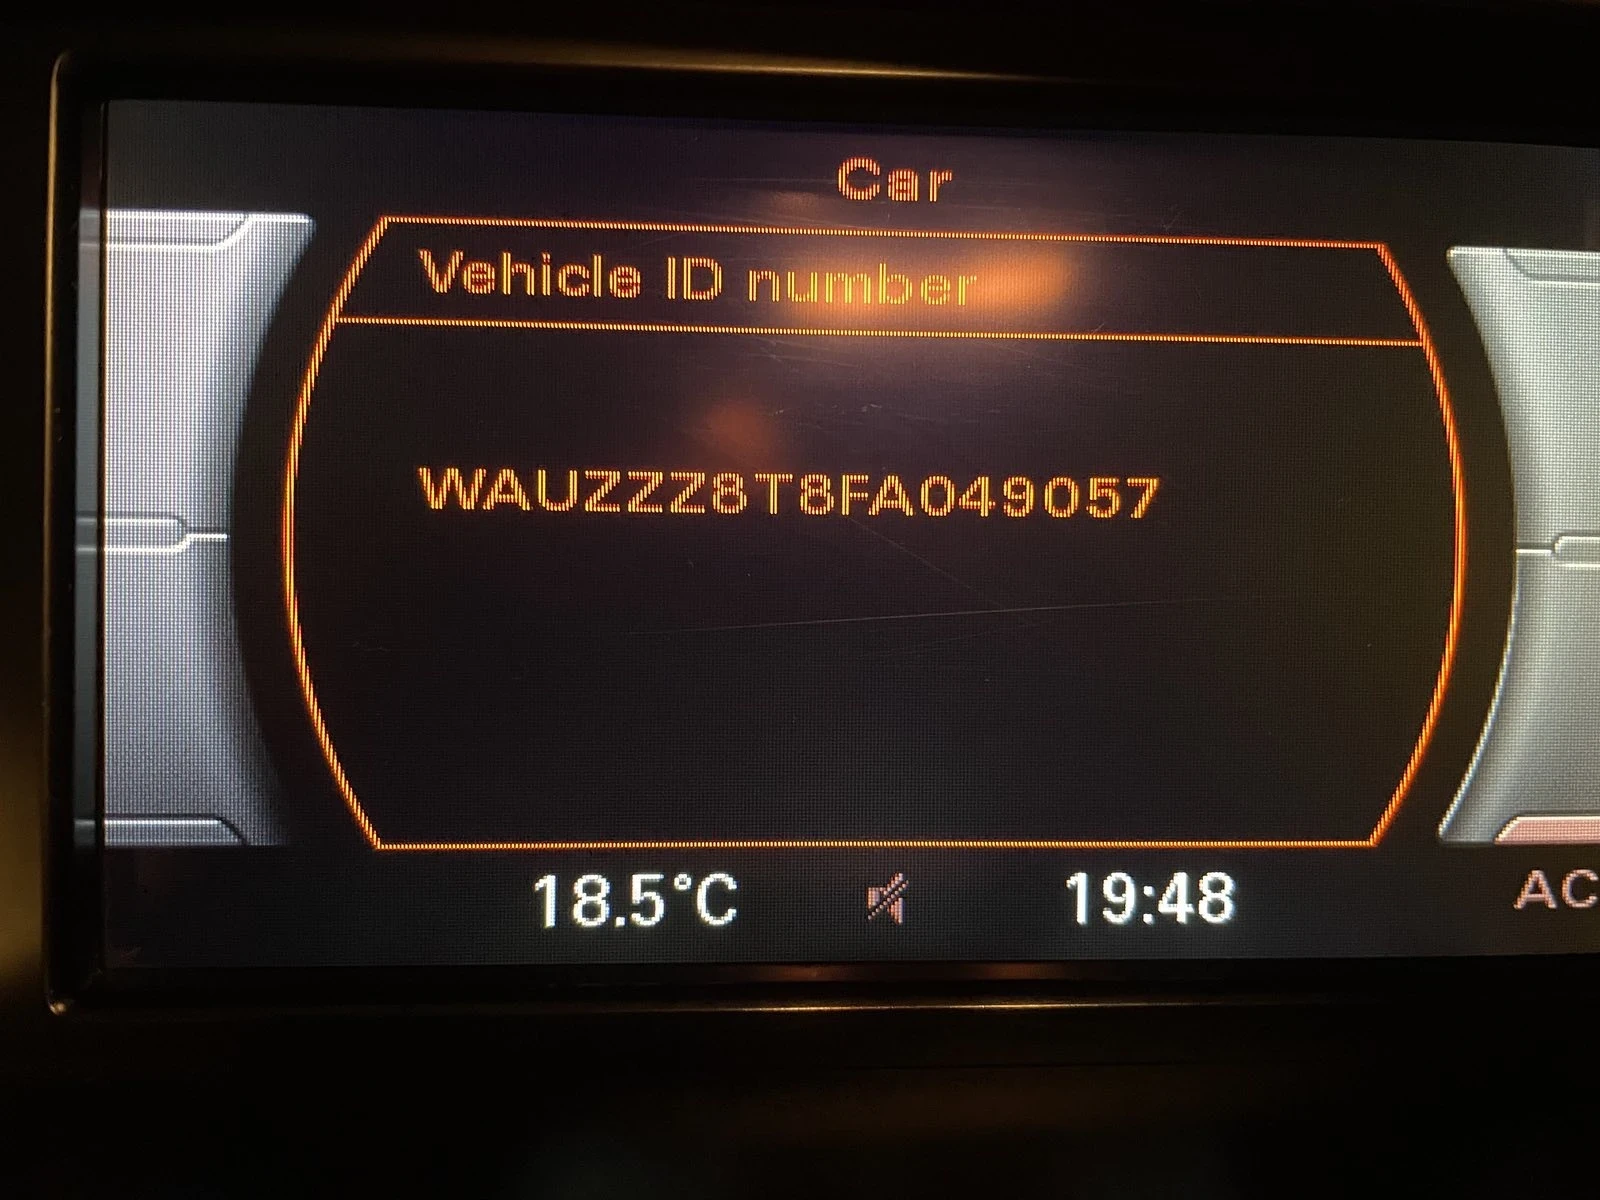 Car
Vehicle ID number
WAUZZZ8T8FA049057
18.5°C
19:48
AC